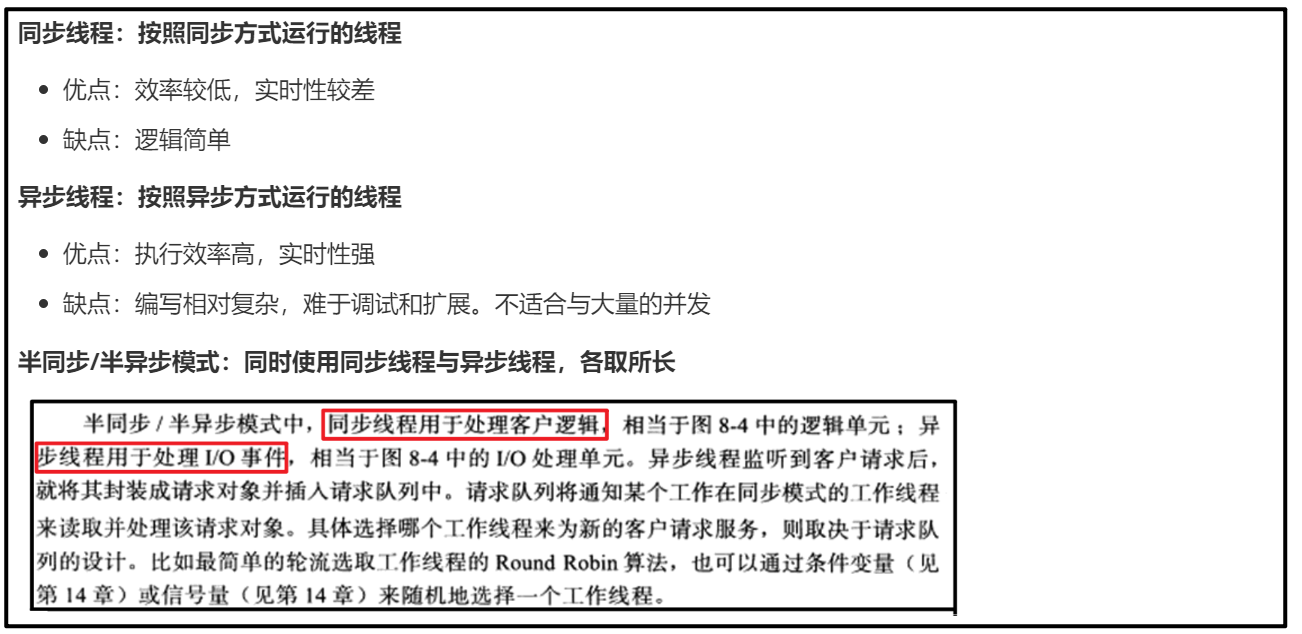 同步线程：按照同步方式运行的线程
• 优点：效率较低，实时性较差
• 缺点：逻辑简单
异步线程：按照异步方式运行的线程
• 优点：执行效率高，实时性强
• 缺点：编写相对复杂，难于调试和扩展。不适合与大量的并发
半同步/半异步模式：同时使用同步线程与异步线程，各取所长
半同步 / 半异步模式中，同步线程用于处理客户逻辑，相当于图 8-4 中的逻辑单元；异
步线程用于处理 I/O 事件，相当于图 8-4 中的 I/O 处理单元。异步线程监听到客户请求后，
就将其封装成请求对象并插入请求队列中。请求队列将通知某个工作在同步模式的工作线程
来读取并处理该请求对象。具体选择哪个工作线程来为新的客户请求服务，则取决于请求队
列的设计。比如最简单的轮流选取工作线程的 Round Robin 算法，也可以通过条件变量（见
第 14 章）或信号量（见第 14 章）来随机地选择一个工作线程。